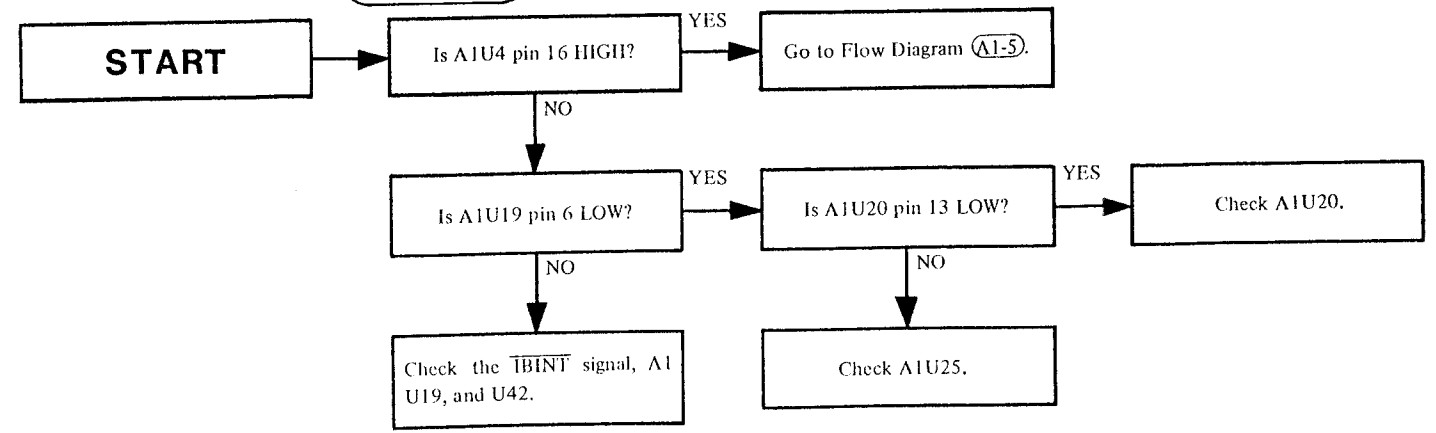 START
Is A1U4 pin 16 HIGH?
YES
Go to Flow Diagram A1-5.
NO
Is A1U19 pin 6 LOW?
YES
Is A1U20 pin 13 LOW?
YES
Check A1U20.
NO
NO
Check the IBINT signal, A1
U19, and U42.
Check A1U25.